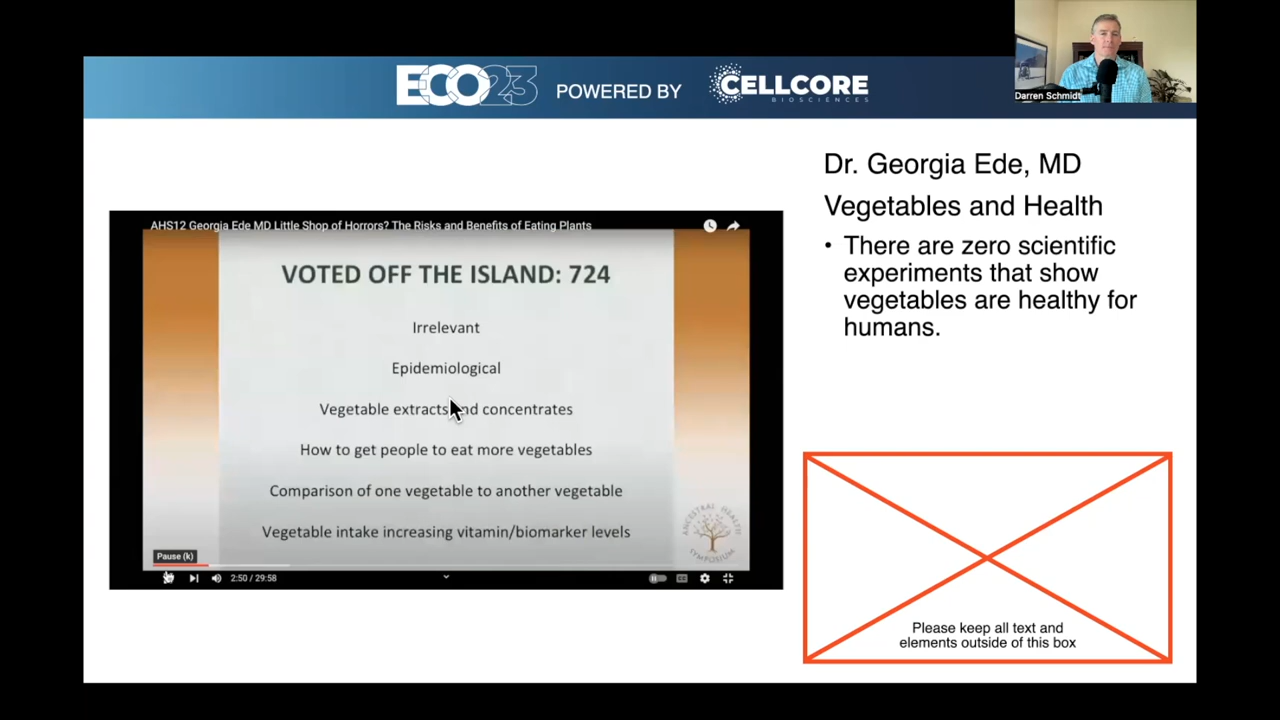 ECO23 POWERED BY CELLCORE
BIOSCIENCES
Darren Schmidt
Dr. Georgia Ede, MD
Vegetables and Health
• There are zero scientific
experiments that show
vegetables are healthy for
humans.
AHS12 Georgia Ede MD Little Shop of Horrors? The Risks and Benefits of Eating Plants
VOTED OFF THE ISLAND: 724
Irrelevant
Epidemiological
Vegetable extracts and concentrates
How to get people to eat more vegetables
Comparison of one vegetable to another vegetable
Vegetable intake increasing vitamin/biomarker levels
ANCESTRAL HEALTH
SYMPOSIUM
Pause (k)
2:50 / 29:58
CC
Please keep all text and
elements outside of this box